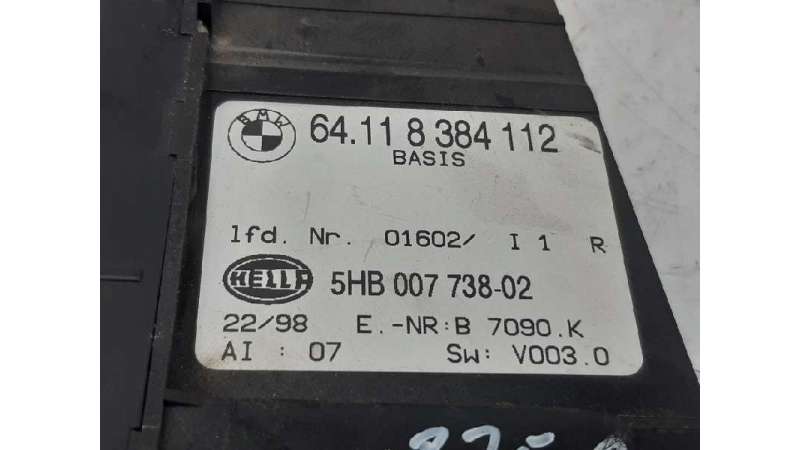 BMW
64.11 8 384 112
BASIS
lfd. Nr. 01602/ I 1 R
HELLA
5HB 007 738-02
22/98 E.-NR:B 7090.K
AI : 07 SW: V003.0